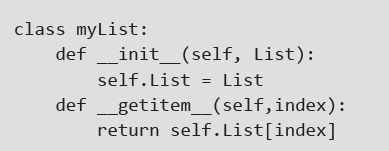 class myList:
    def __init__(self, List):
        self.List = List
    def __getitem__(self,index):
        return self.List[index]